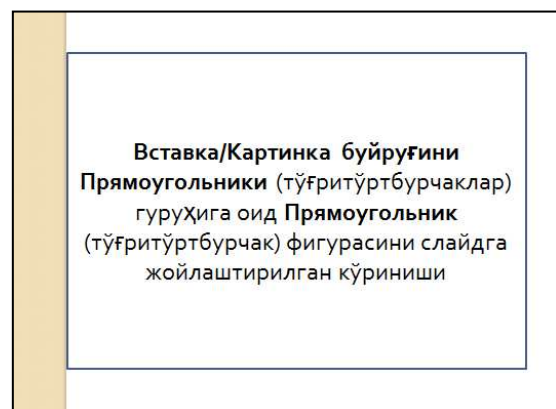 Вставка/Картинка буйруғини
Прямоугольники (тўғритўртбурчаклар)
гуруҳига оид Прямоугольник
(тўғритўртбурчак) фигурасини слайдга
жойлаштирилган кўриниши